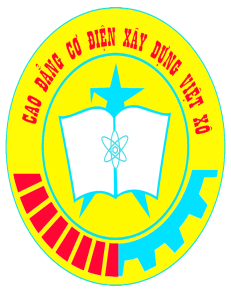 CAO ĐẲNG CƠ ĐIỆN XÂY DỰNG VIỆT XÔ